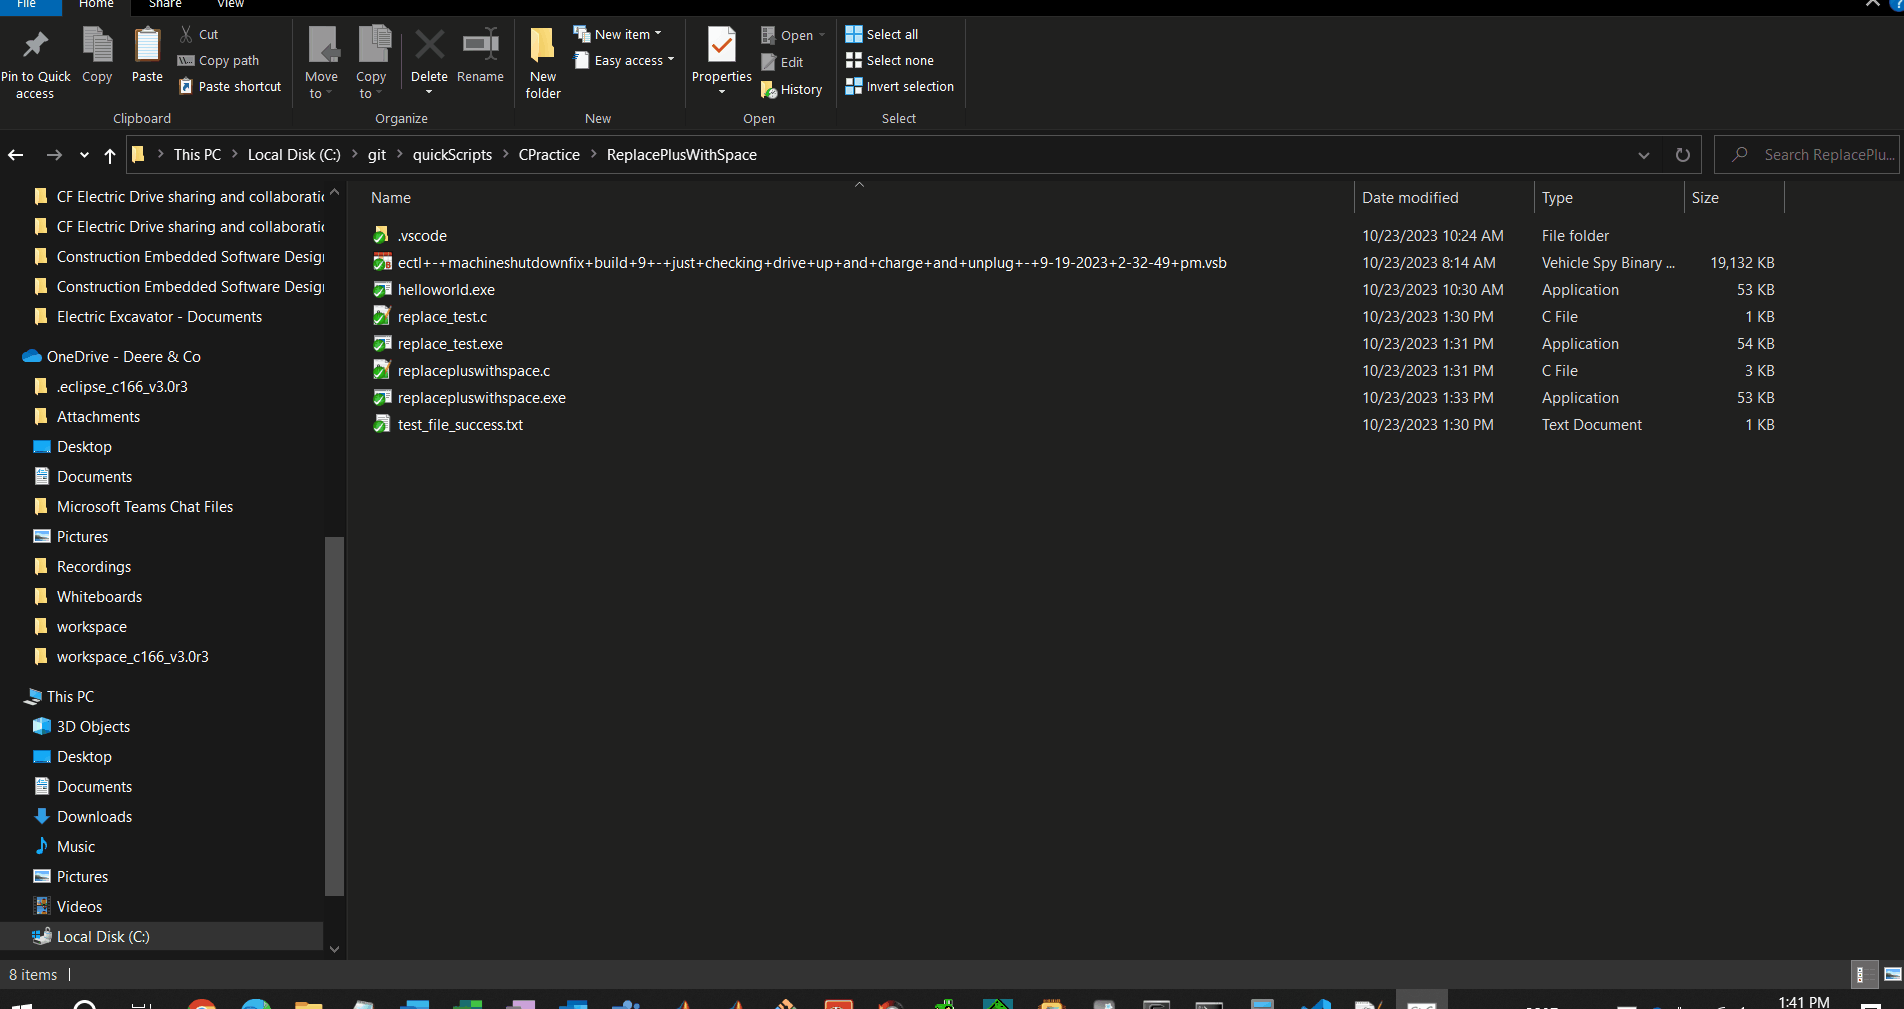 File Home Share View
Pin to Quick access
Copy
Paste
Cut
Copy path
Paste shortcut
Clipboard
Move to
Copy to
Delete
Rename
Organize
New folder
New item
Easy access
New
Properties
Open
Edit
History
Open
Select all
Select none
Invert selection
Select
This PC > Local Disk (C:) > git > quickScripts > CPractice > ReplacePlusWithSpace
Search ReplacePlu...
CF Electric Drive sharing and collaboratic
CF Electric Drive sharing and collaboratic
Construction Embedded Software Design
Construction Embedded Software Design
Electric Excavator - Documents
OneDrive - Deere & Co
.eclipse_c166_v3.0r3
Attachments
Desktop
Documents
Microsoft Teams Chat Files
Pictures
Recordings
Whiteboards
workspace
workspace_c166_v3.0r3
This PC
3D Objects
Desktop
Documents
Downloads
Music
Pictures
Videos
Local Disk (C:)
Name Date modified Type Size
.vscode 10/23/2023 10:24 AM File folder
ectl+-+machineshutdownfix+build+9+-+just+checking+drive+up+and+charge+and+unplug+-+9-19-2023+2-32-49+pm.vsb 10/23/2023 8:14 AM Vehicle Spy Binary ... 19,132 KB
helloworld.exe 10/23/2023 10:30 AM Application 53 KB
replace_test.c 10/23/2023 1:30 PM C File 1 KB
replace_test.exe 10/23/2023 1:31 PM Application 54 KB
replacepluswithspace.c 10/23/2023 1:31 PM C File 3 KB
replacepluswithspace.exe 10/23/2023 1:33 PM Application 53 KB
test_file_success.txt 10/23/2023 1:30 PM Text Document 1 KB
8 items
1:41 PM